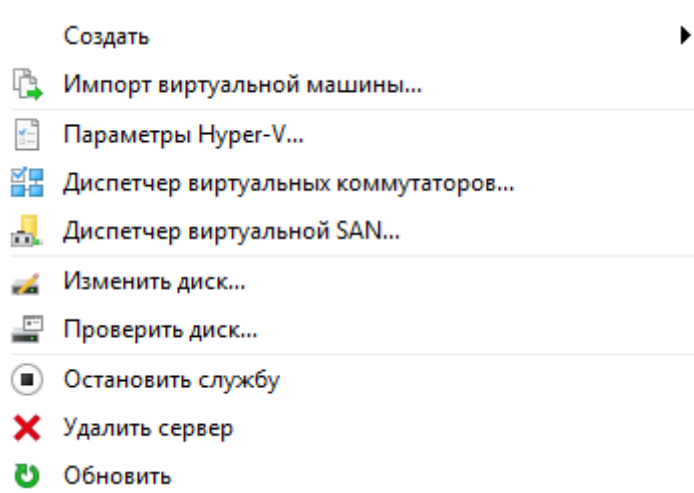 Создать
Импорт виртуальной машины...
Параметры Hyper-V...
Диспетчер виртуальных коммутаторов...
Диспетчер виртуальной SAN...
Изменить диск...
Проверить диск...
Остановить службу
Удалить сервер
Обновить